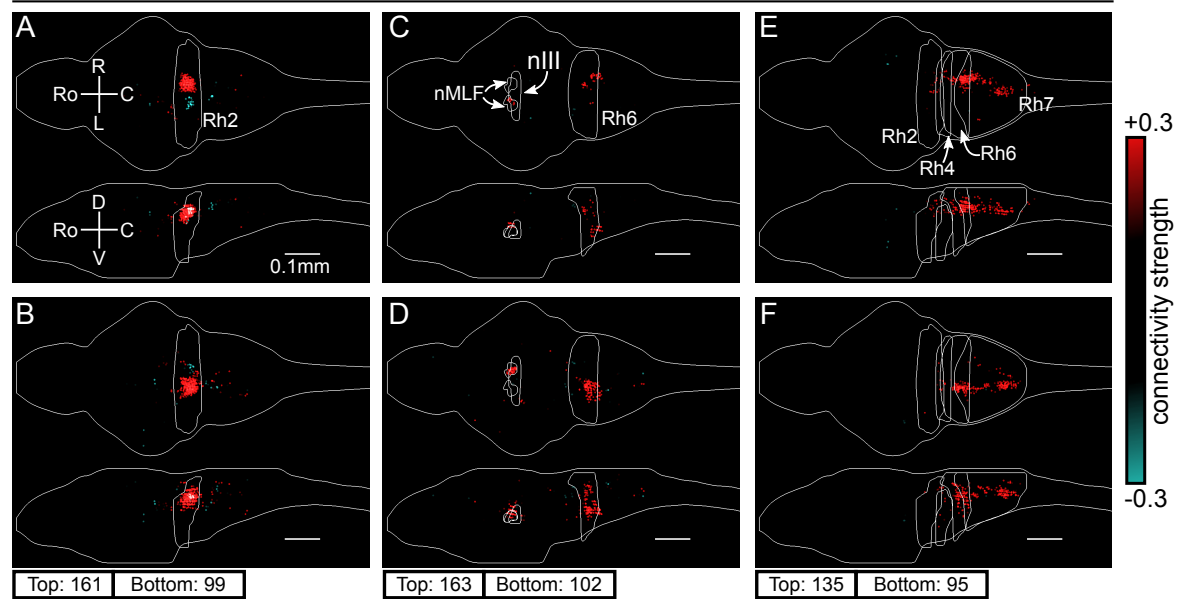 A
R
Ro
C
L
Rh2
D
Ro
C
V
0.1mm
B
Top: 161
Bottom: 99
C
nIII
nMLF
Rh6
D
Top: 163
Bottom: 102
E
Rh2
Rh7
Rh4
Rh6
F
Top: 135
Bottom: 95
+0.3
connectivity strength
-0.3